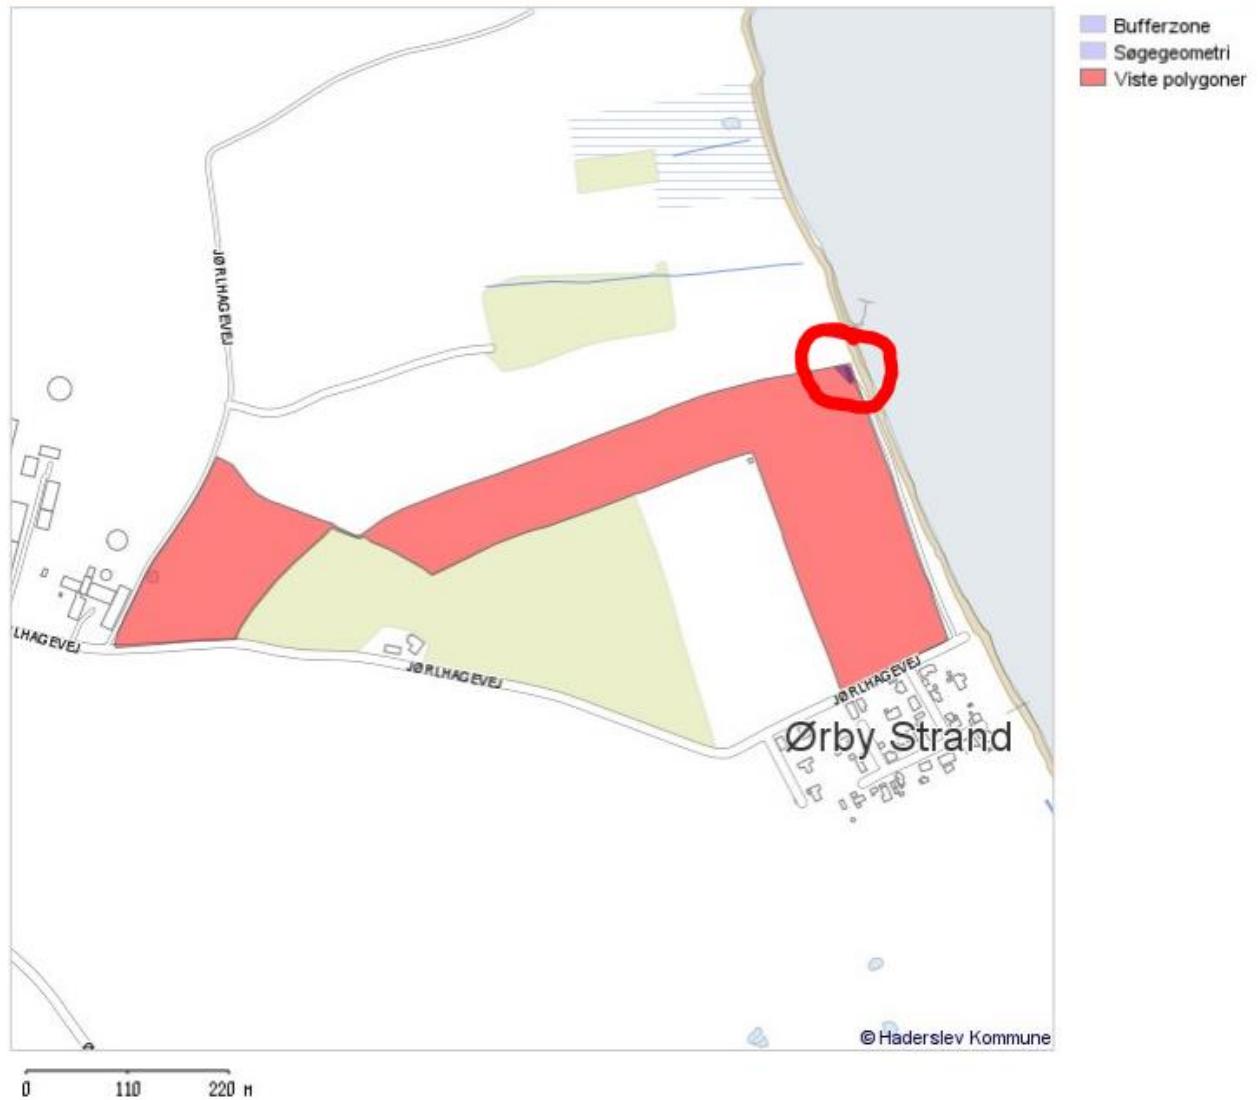 Bufferzone
Søgegeometri
Viste polygoner
JØRLHAGEVEJ
LHAGEVEJ
JØRLHAGEVEJ
JØRLHAGEVEJ
Ørby Strand
© Haderslev Kommune
0 110 220 M